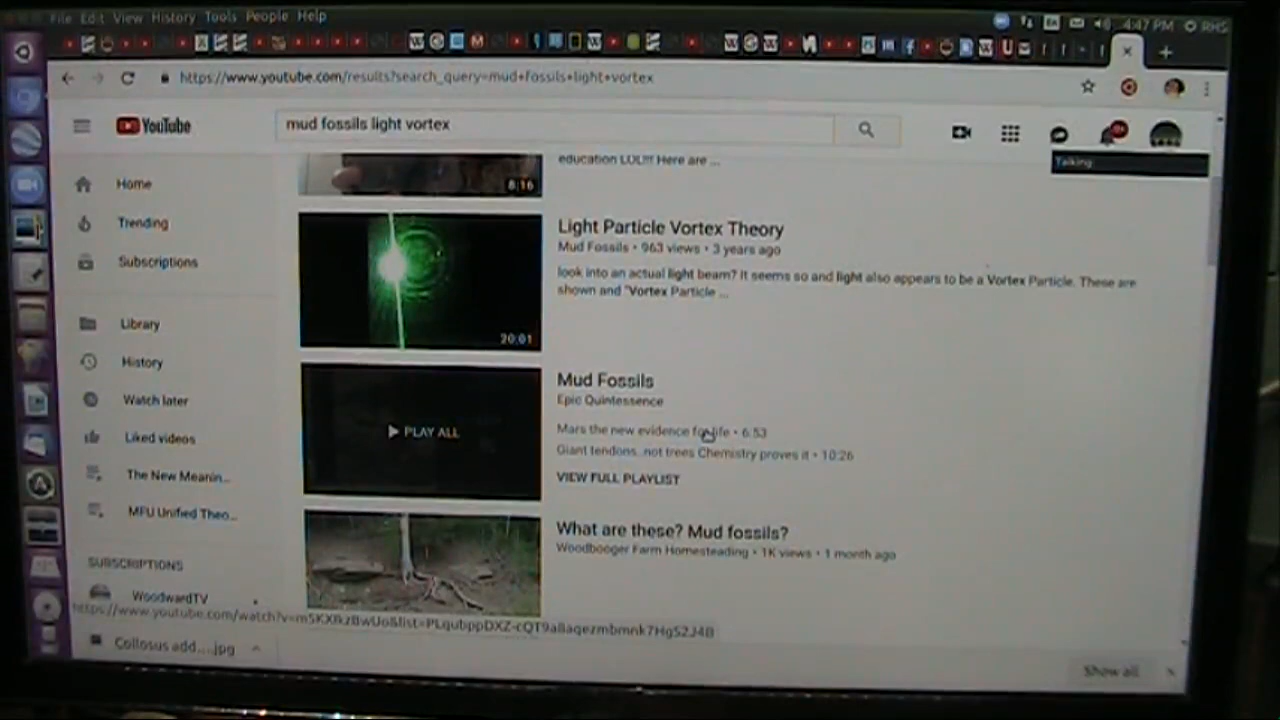 File Edit View History Tools People Help
4:47 PM RHS
https://www.youtube.com/results?search_query=mud+fossils+light+vortex
YouTube
mud fossils light vortex
Talking:
Home
Trending
Subscriptions
Library
History
Watch later
Liked videos
The New Meanin...
MFU Unified Theo...
SUBSCRIPTIONS
WoodwardTV
8:16
education LOL!!! Here are ...
20:01
Light Particle Vortex Theory
Mud Fossils • 963 views • 3 years ago
look into an actual light beam? It seems so and light also appears to be a Vortex Particle. These are
shown and "Vortex Particle ...
PLAY ALL
Mud Fossils
Epic Quintessence
Mars the new evidence for life • 6:53
Giant tendons..not trees Chemistry proves it • 10:26
VIEW FULL PLAYLIST
What are these? Mud fossils?
Woodbooger Farm Homesteading • 1K views • 1 month ago
Collosus add....jpg
Show all